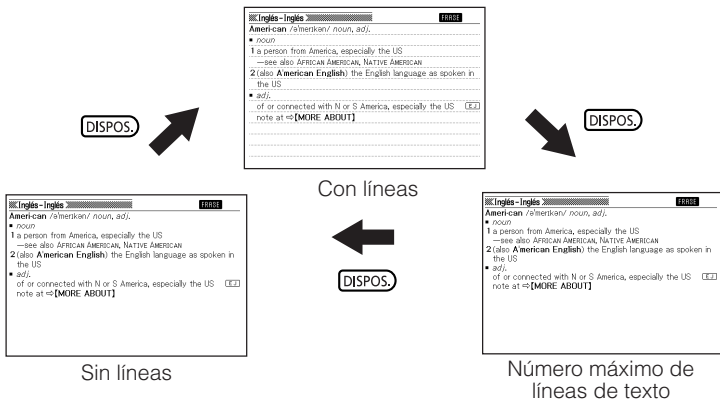 Inglés-Inglés FRASE
Ameri·can /əˈmerɪkən/ noun, adj.
■ noun
1 a person from America, especially the US
—see also AFRICAN AMERICAN, NATIVE AMERICAN
2 (also Aˈmerican English) the English language as spoken in
the US
■ adj.
of or connected with N or S America, especially the US EJ
note at ⇨【MORE ABOUT】
DISPOS.
DISPOS.
Con líneas
Inglés-Inglés FRASE
Ameri·can /əˈmerɪkən/ noun, adj.
■ noun
1 a person from America, especially the US
—see also AFRICAN AMERICAN, NATIVE AMERICAN
2 (also Aˈmerican English) the English language as spoken in
the US
■ adj.
of or connected with N or S America, especially the US EJ
note at ⇨【MORE ABOUT】
Sin líneas
DISPOS.
Inglés-Inglés FRASE
Ameri·can /əˈmerɪkən/ noun, adj.
■ noun
1 a person from America, especially the US
—see also AFRICAN AMERICAN, NATIVE AMERICAN
2 (also Aˈmerican English) the English language as spoken in
the US
■ adj.
of or connected with N or S America, especially the US EJ
note at ⇨【MORE ABOUT】
Número máximo de
líneas de texto